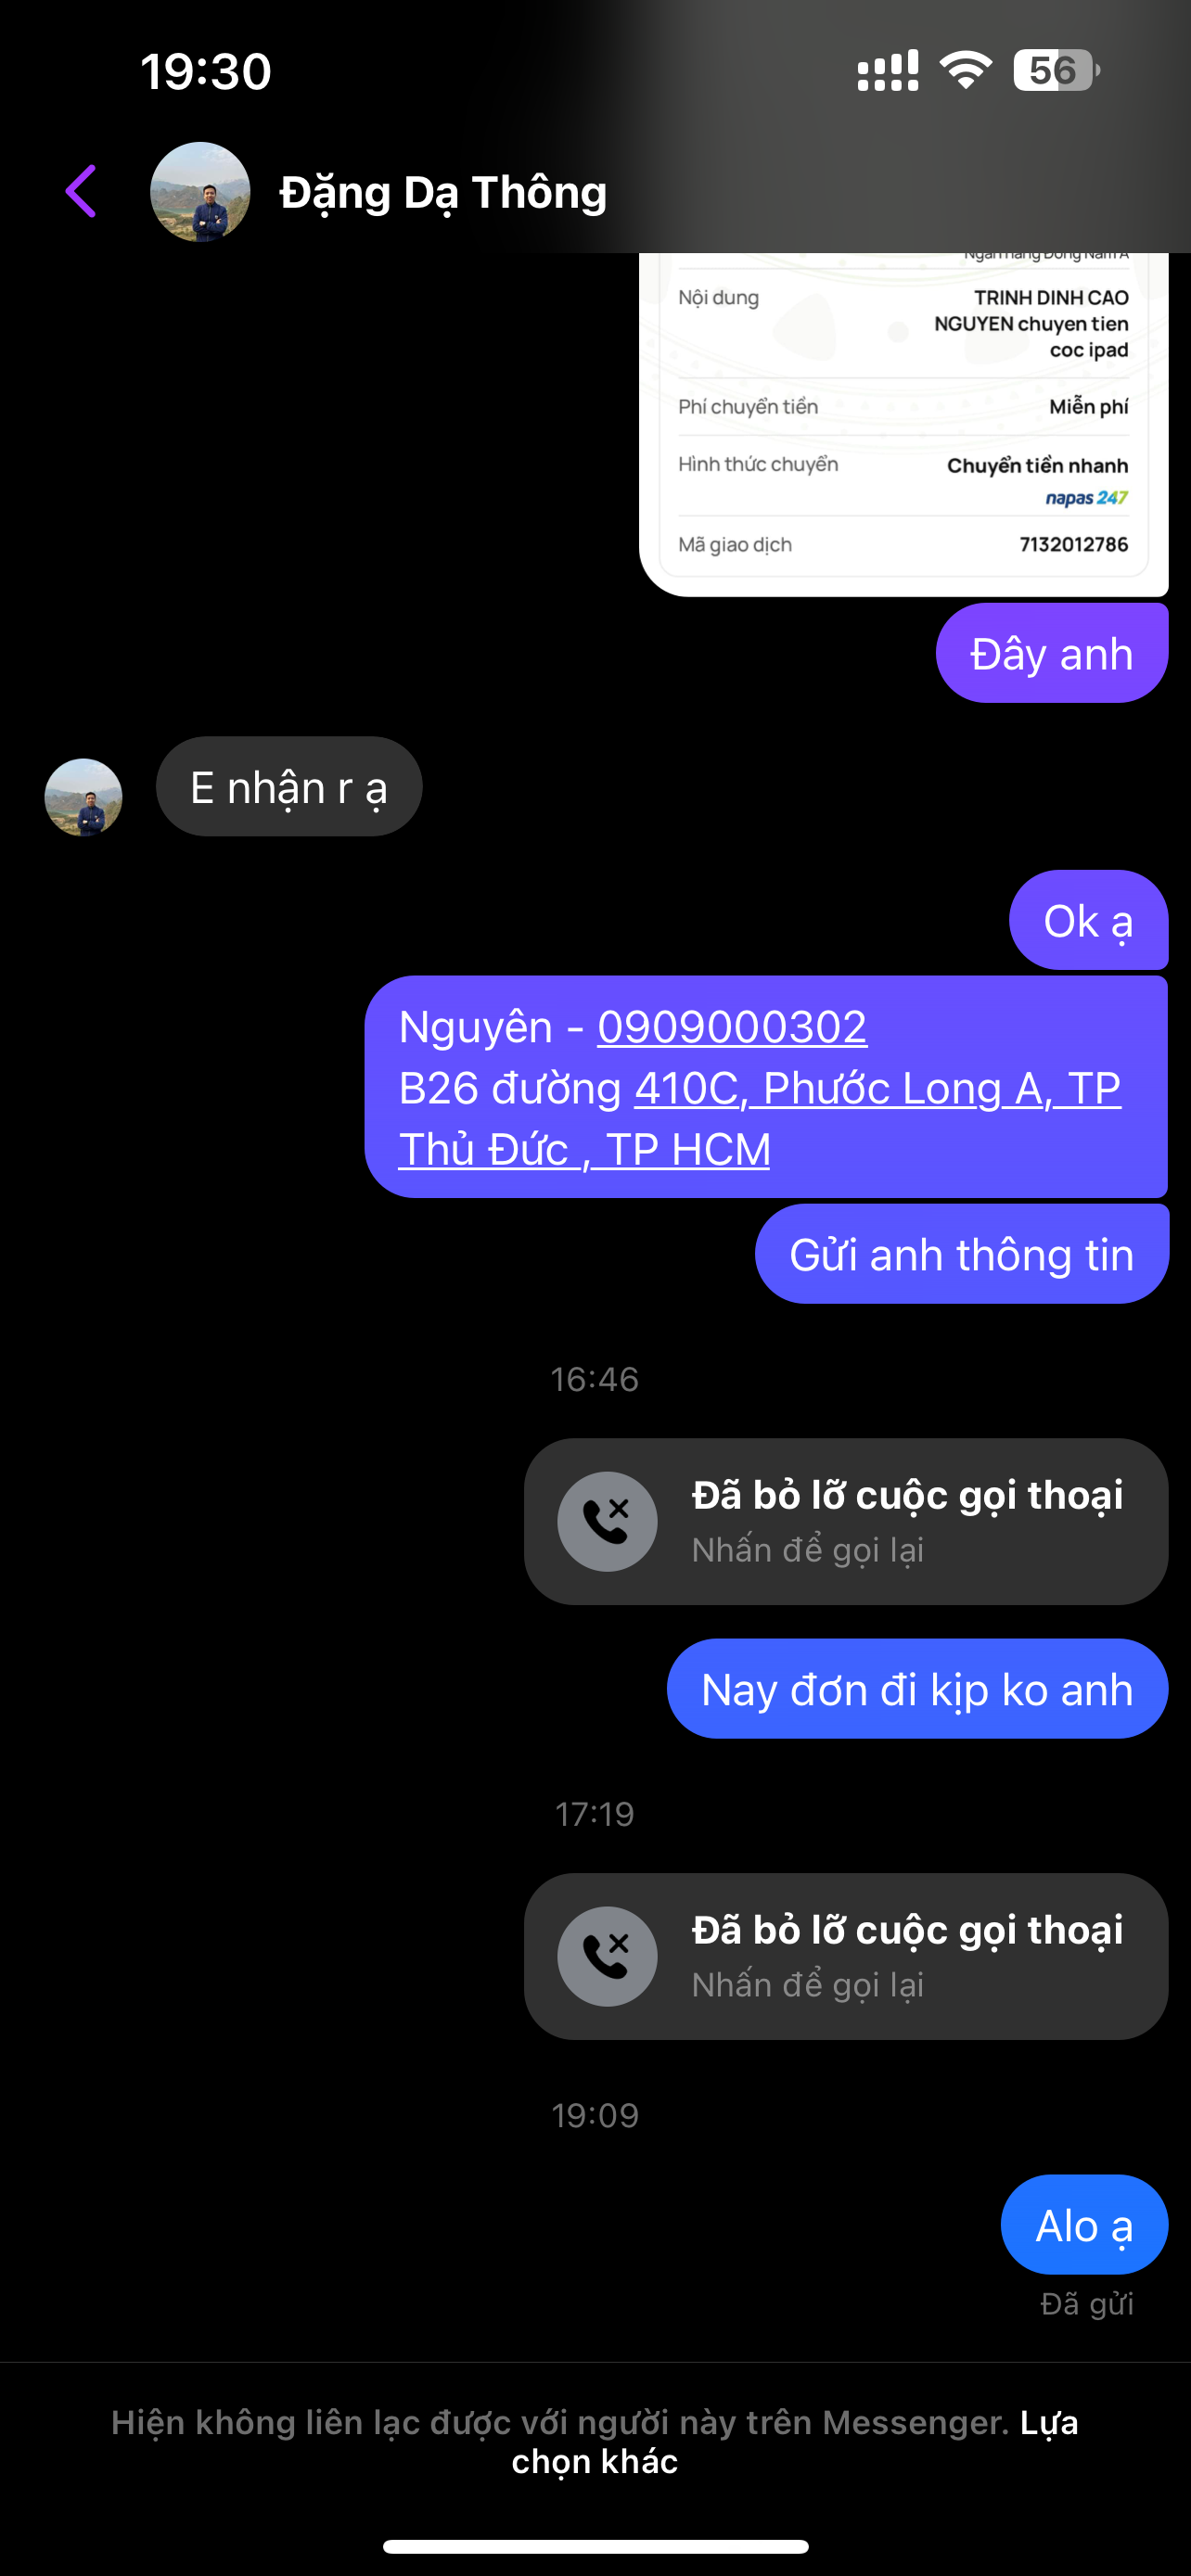 19:30
56
Đặng Dạ Thông
Ngân hàng Đông Nam Á
Nội dung
TRINH DINH CAO
NGUYEN chuyen tien
coc ipad
Phí chuyển tiền
Miễn phí
Hình thức chuyển
Chuyển tiền nhanh
napas 247
Mã giao dịch
7132012786
Đây anh
E nhận r ạ
Ok ạ
Nguyên - 0909000302
B26 đường 410C, Phước Long A, TP
Thủ Đức , TP HCM
Gửi anh thông tin
16:46
Đã bỏ lỡ cuộc gọi thoại
Nhấn để gọi lại
Nay đơn đi kịp ko anh
17:19
Đã bỏ lỡ cuộc gọi thoại
Nhấn để gọi lại
19:09
Alo ạ
Đã gửi
Hiện không liên lạc được với người này trên Messenger. Lựa
chọn khác